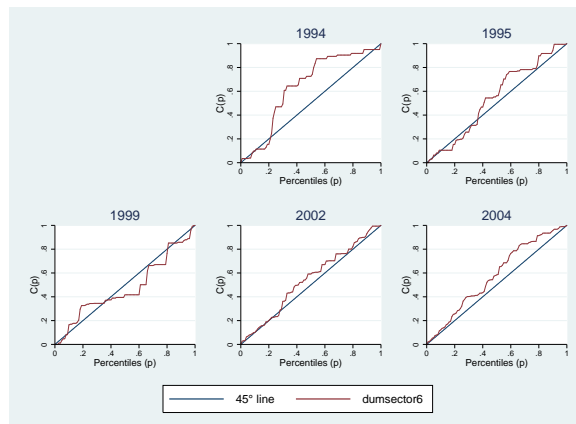 1994
1995
C(p)
0 .2 .4 .6 .8 1
0 .2 .4 .6 .8 1
Percentiles (p)
C(p)
0 .2 .4 .6 .8 1
0 .2 .4 .6 .8 1
Percentiles (p)
1999
2002
2004
C(p)
0 .2 .4 .6 .8 1
0 .2 .4 .6 .8 1
Percentiles (p)
C(p)
0 .2 .4 .6 .8 1
0 .2 .4 .6 .8 1
Percentiles (p)
C(p)
0 .2 .4 .6 .8 1
0 .2 .4 .6 .8 1
Percentiles (p)
45° line
dumsector6